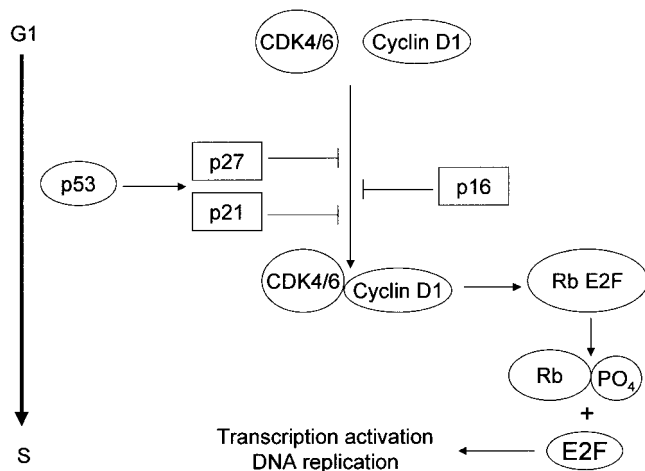 G1
CDK4/6
Cyclin D1
p53
p27
p21
p16
CDK4/6
Cyclin D1
Rb E2F
Rb
PO₄
+
E2F
Transcription activation
DNA replication
S